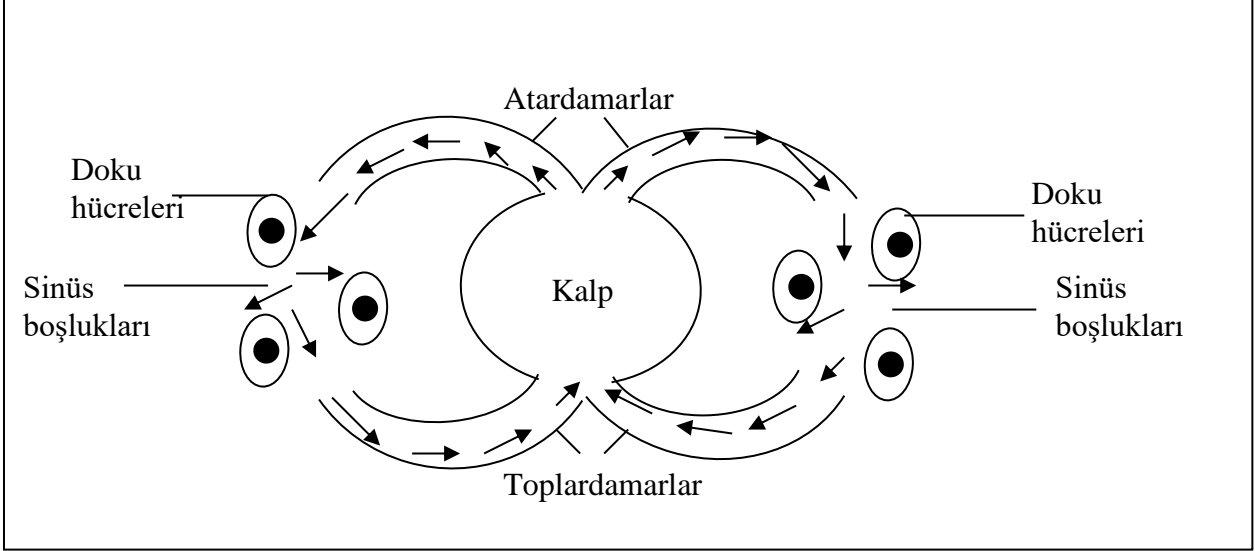 Atardamarlar
Doku
hücreleri
Doku
hücreleri
Sinüs
boşlukları
Kalp
Sinüs
boşlukları
Toplardamarlar